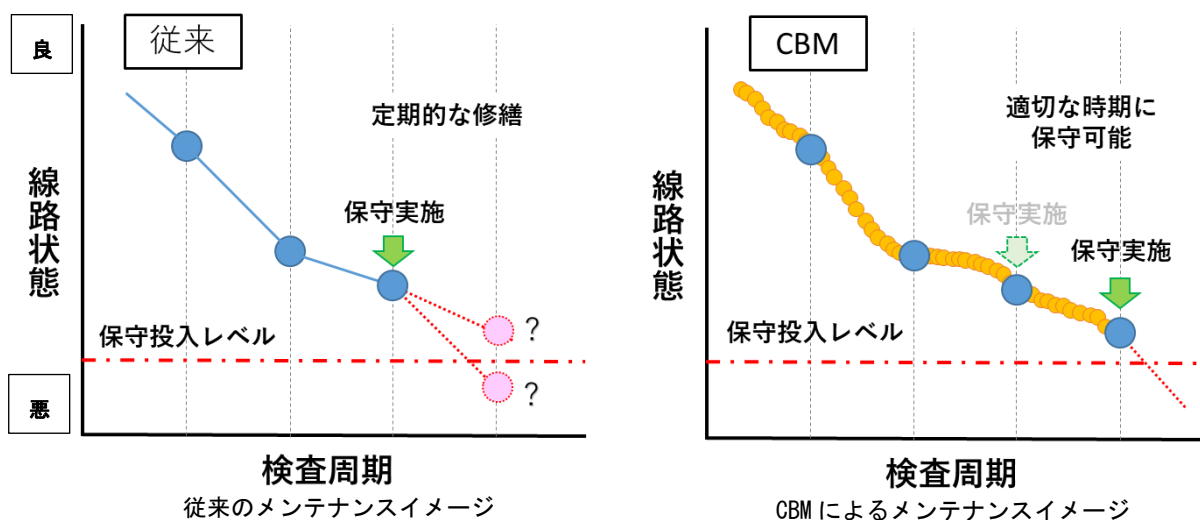 良
従来
定期的な修繕
保守実施
線路状態
?
保守投入レベル
?
悪
検査周期
従来のメンテナンスイメージ
CBM
適切な時期に
保守可能
保守実施
保守実施
線路状態
保守投入レベル
検査周期
CBMによるメンテナンスイメージ